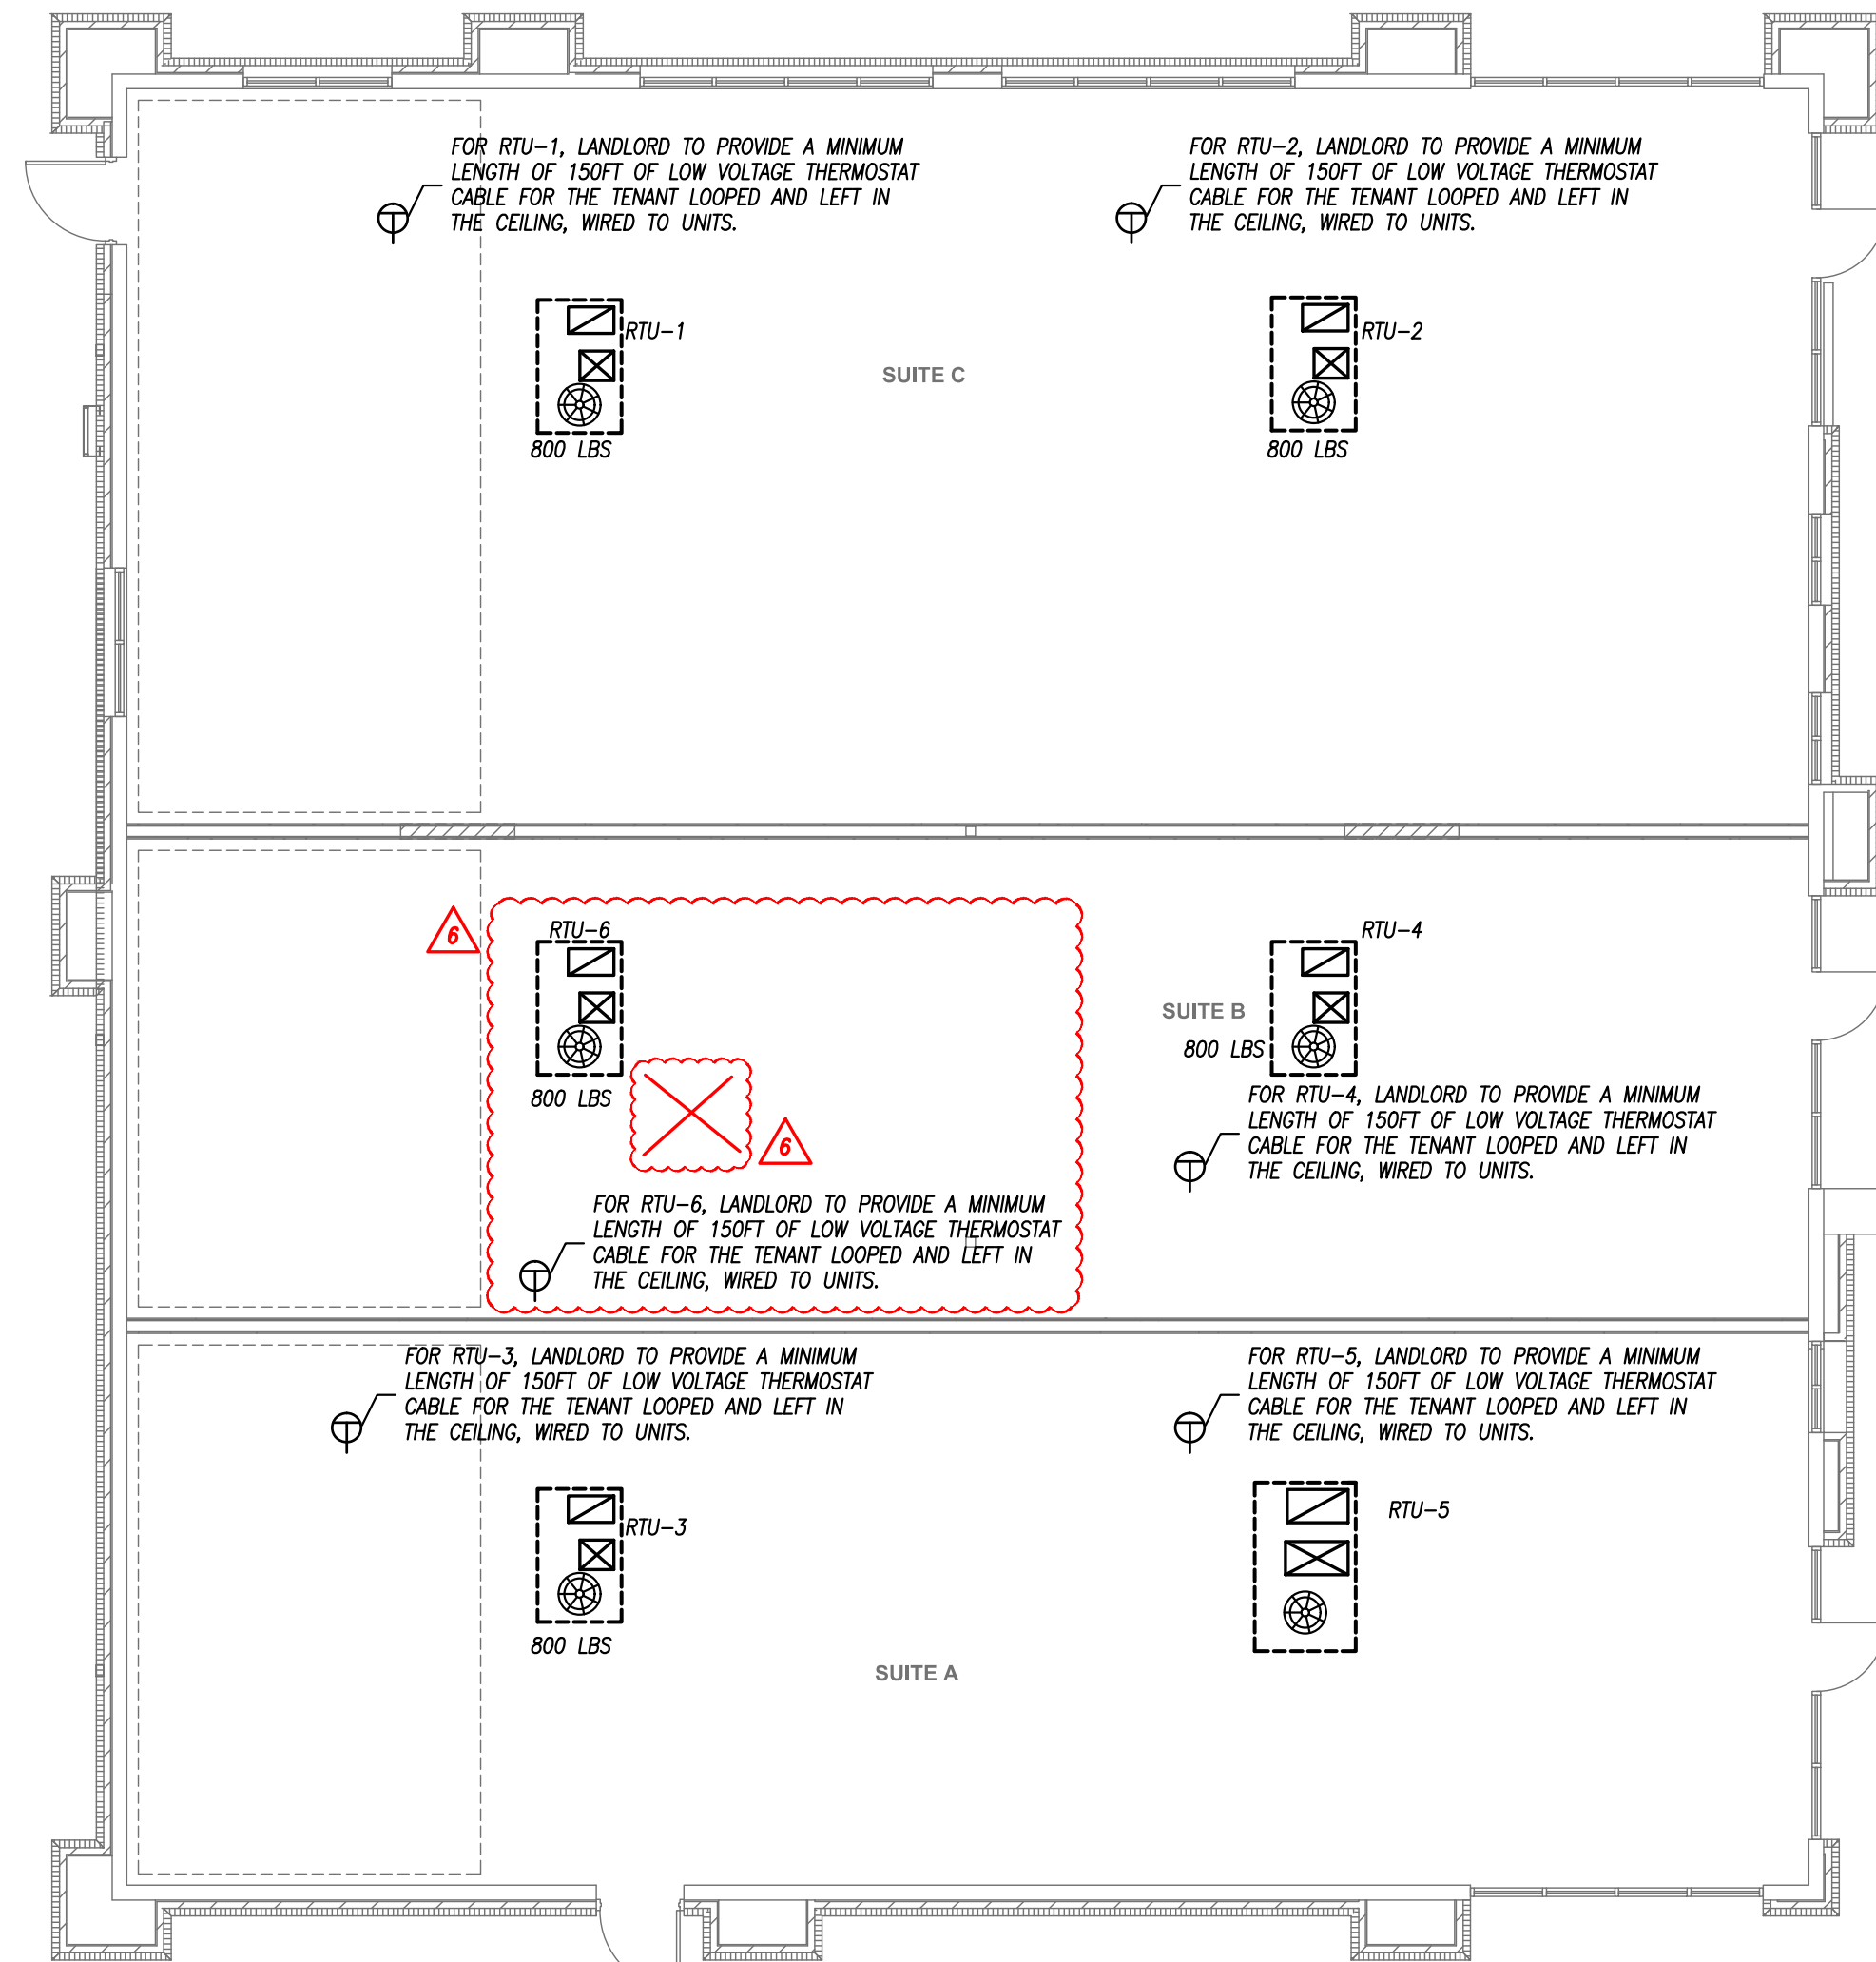 FOR RTU-1, LANDLORD TO PROVIDE A MINIMUM
LENGTH OF 150FT OF LOW VOLTAGE THERMOSTAT
CABLE FOR THE TENANT LOOPED AND LEFT IN
THE CEILING, WIRED TO UNITS.
FOR RTU-2, LANDLORD TO PROVIDE A MINIMUM
LENGTH OF 150FT OF LOW VOLTAGE THERMOSTAT
CABLE FOR THE TENANT LOOPED AND LEFT IN
THE CEILING, WIRED TO UNITS.
RTU-1
RTU-2
SUITE C
800 LBS
800 LBS
6
RTU-6
RTU-4
SUITE B
800 LBS
800 LBS
6
FOR RTU-4, LANDLORD TO PROVIDE A MINIMUM
LENGTH OF 150FT OF LOW VOLTAGE THERMOSTAT
CABLE FOR THE TENANT LOOPED AND LEFT IN
THE CEILING, WIRED TO UNITS.
FOR RTU-6, LANDLORD TO PROVIDE A MINIMUM
LENGTH OF 150FT OF LOW VOLTAGE THERMOSTAT
CABLE FOR THE TENANT LOOPED AND LEFT IN
THE CEILING, WIRED TO UNITS.
FOR RTU-3, LANDLORD TO PROVIDE A MINIMUM
LENGTH OF 150FT OF LOW VOLTAGE THERMOSTAT
CABLE FOR THE TENANT LOOPED AND LEFT IN
THE CEILING, WIRED TO UNITS.
FOR RTU-5, LANDLORD TO PROVIDE A MINIMUM
LENGTH OF 150FT OF LOW VOLTAGE THERMOSTAT
CABLE FOR THE TENANT LOOPED AND LEFT IN
THE CEILING, WIRED TO UNITS.
RTU-3
RTU-5
800 LBS
SUITE A